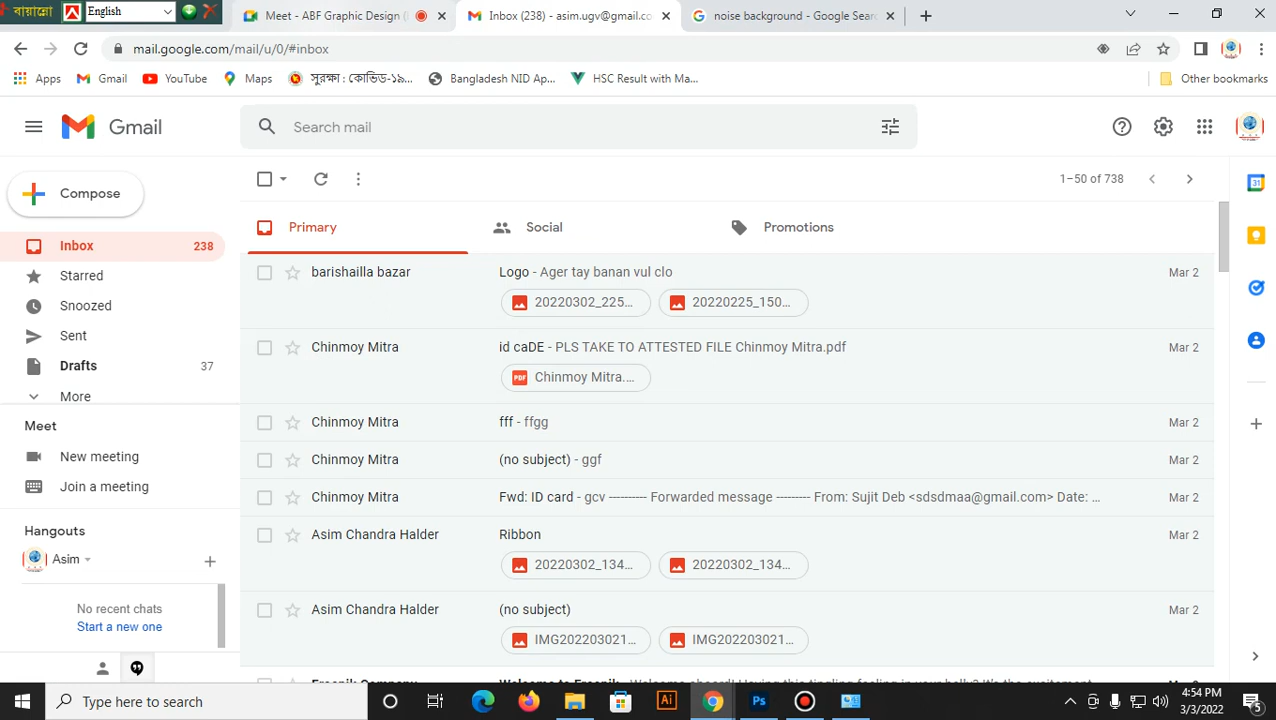 বায়ান্নো English Meet - ABF Graphic Design ( Inbox (238) - asim.ugv@gmail.co noise background - Google Sear
mail.google.com/mail/u/0/#inbox
Apps Gmail YouTube Maps সুরক্ষা : কোভিড-১৯... Bangladesh NID Ap... HSC Result with Ma... Other bookmarks
Gmail Search mail
Compose 1–50 of 738
Primary Social Promotions
Inbox 238
Starred
Snoozed
Sent
Drafts 37
More
Meet
New meeting
Join a meeting
Hangouts
Asim
No recent chats
Start a new one
barishailla bazar Logo - Ager tay banan vul clo Mar 2
20220302_225... 20220225_150...
Chinmoy Mitra id caDE - PLS TAKE TO ATTESTED FILE Chinmoy Mitra.pdf Mar 2
PDF Chinmoy Mitra....
Chinmoy Mitra fff - ffgg Mar 2
Chinmoy Mitra (no subject) - ggf Mar 2
Chinmoy Mitra Fwd: ID card - gcv ---------- Forwarded message --------- From: Sujit Deb <sdsdmaa@gmail.com> Date: ... Mar 2
Asim Chandra Halder Ribbon Mar 2
20220302_134... 20220302_134...
Asim Chandra Halder (no subject) Mar 2
IMG202203021... IMG202203021...
31
Type here to search Ai Ps 4:54 PM
3/3/2022 5